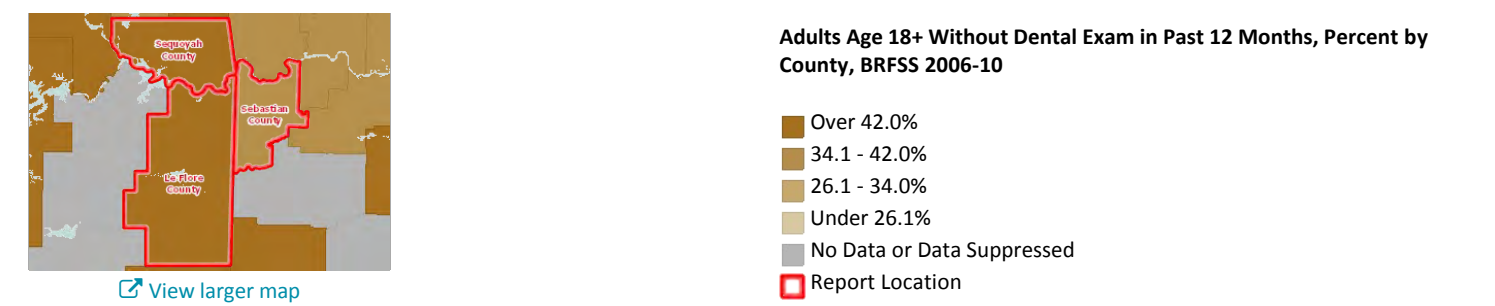 Sequoyah
County
Sebastian
County
Le Flore
County
View larger map
Adults Age 18+ Without Dental Exam in Past 12 Months, Percent by
County, BRFSS 2006-10
Over 42.0%
34.1 - 42.0%
26.1 - 34.0%
Under 26.1%
No Data or Data Suppressed
Report Location